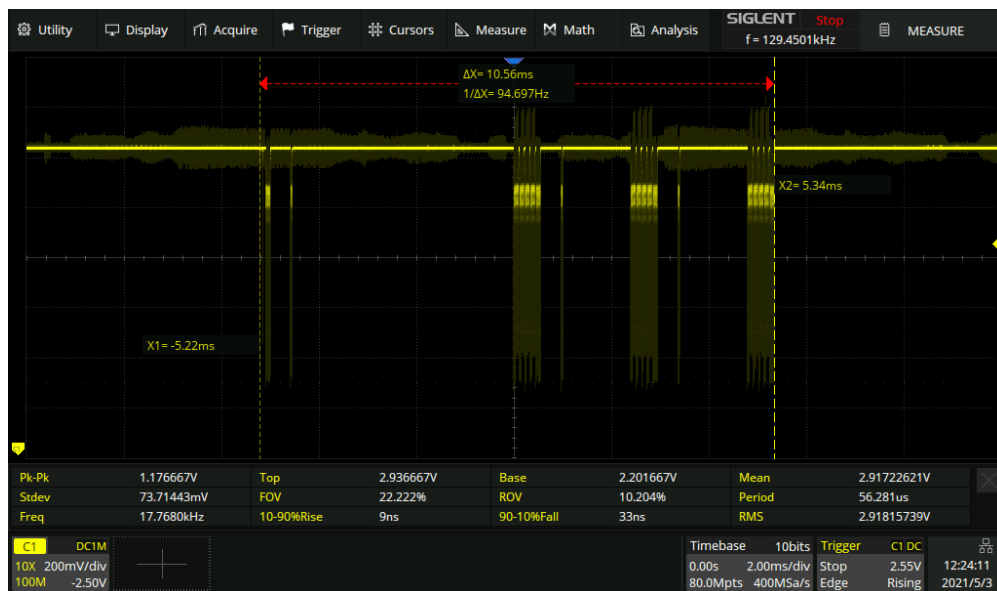 Utility Display Acquire Trigger Cursors Measure Math Analysis SIGLENT Stop MEASURE
f = 129.4501kHz
ΔX= 10.56ms
1/ΔX= 94.697Hz
X2= 5.34ms
X1= -5.22ms
Pk-Pk 1.176667V Top 2.936667V Base 2.201667V Mean 2.91722621V
Stdev 73.71443mV FOV 22.222% ROV 10.204% Period 56.281us
Freq 17.7680kHz 10-90%Rise 9ns 90-10%Fall 33ns RMS 2.91815739V
C1 DC1M Timebase 10bits Trigger C1 DC
10X 200mV/div 0.00s 2.00ms/div Stop 2.55V 12:24:11
100M -2.50V 80.0Mpts 400MSa/s Edge Rising 2021/5/3